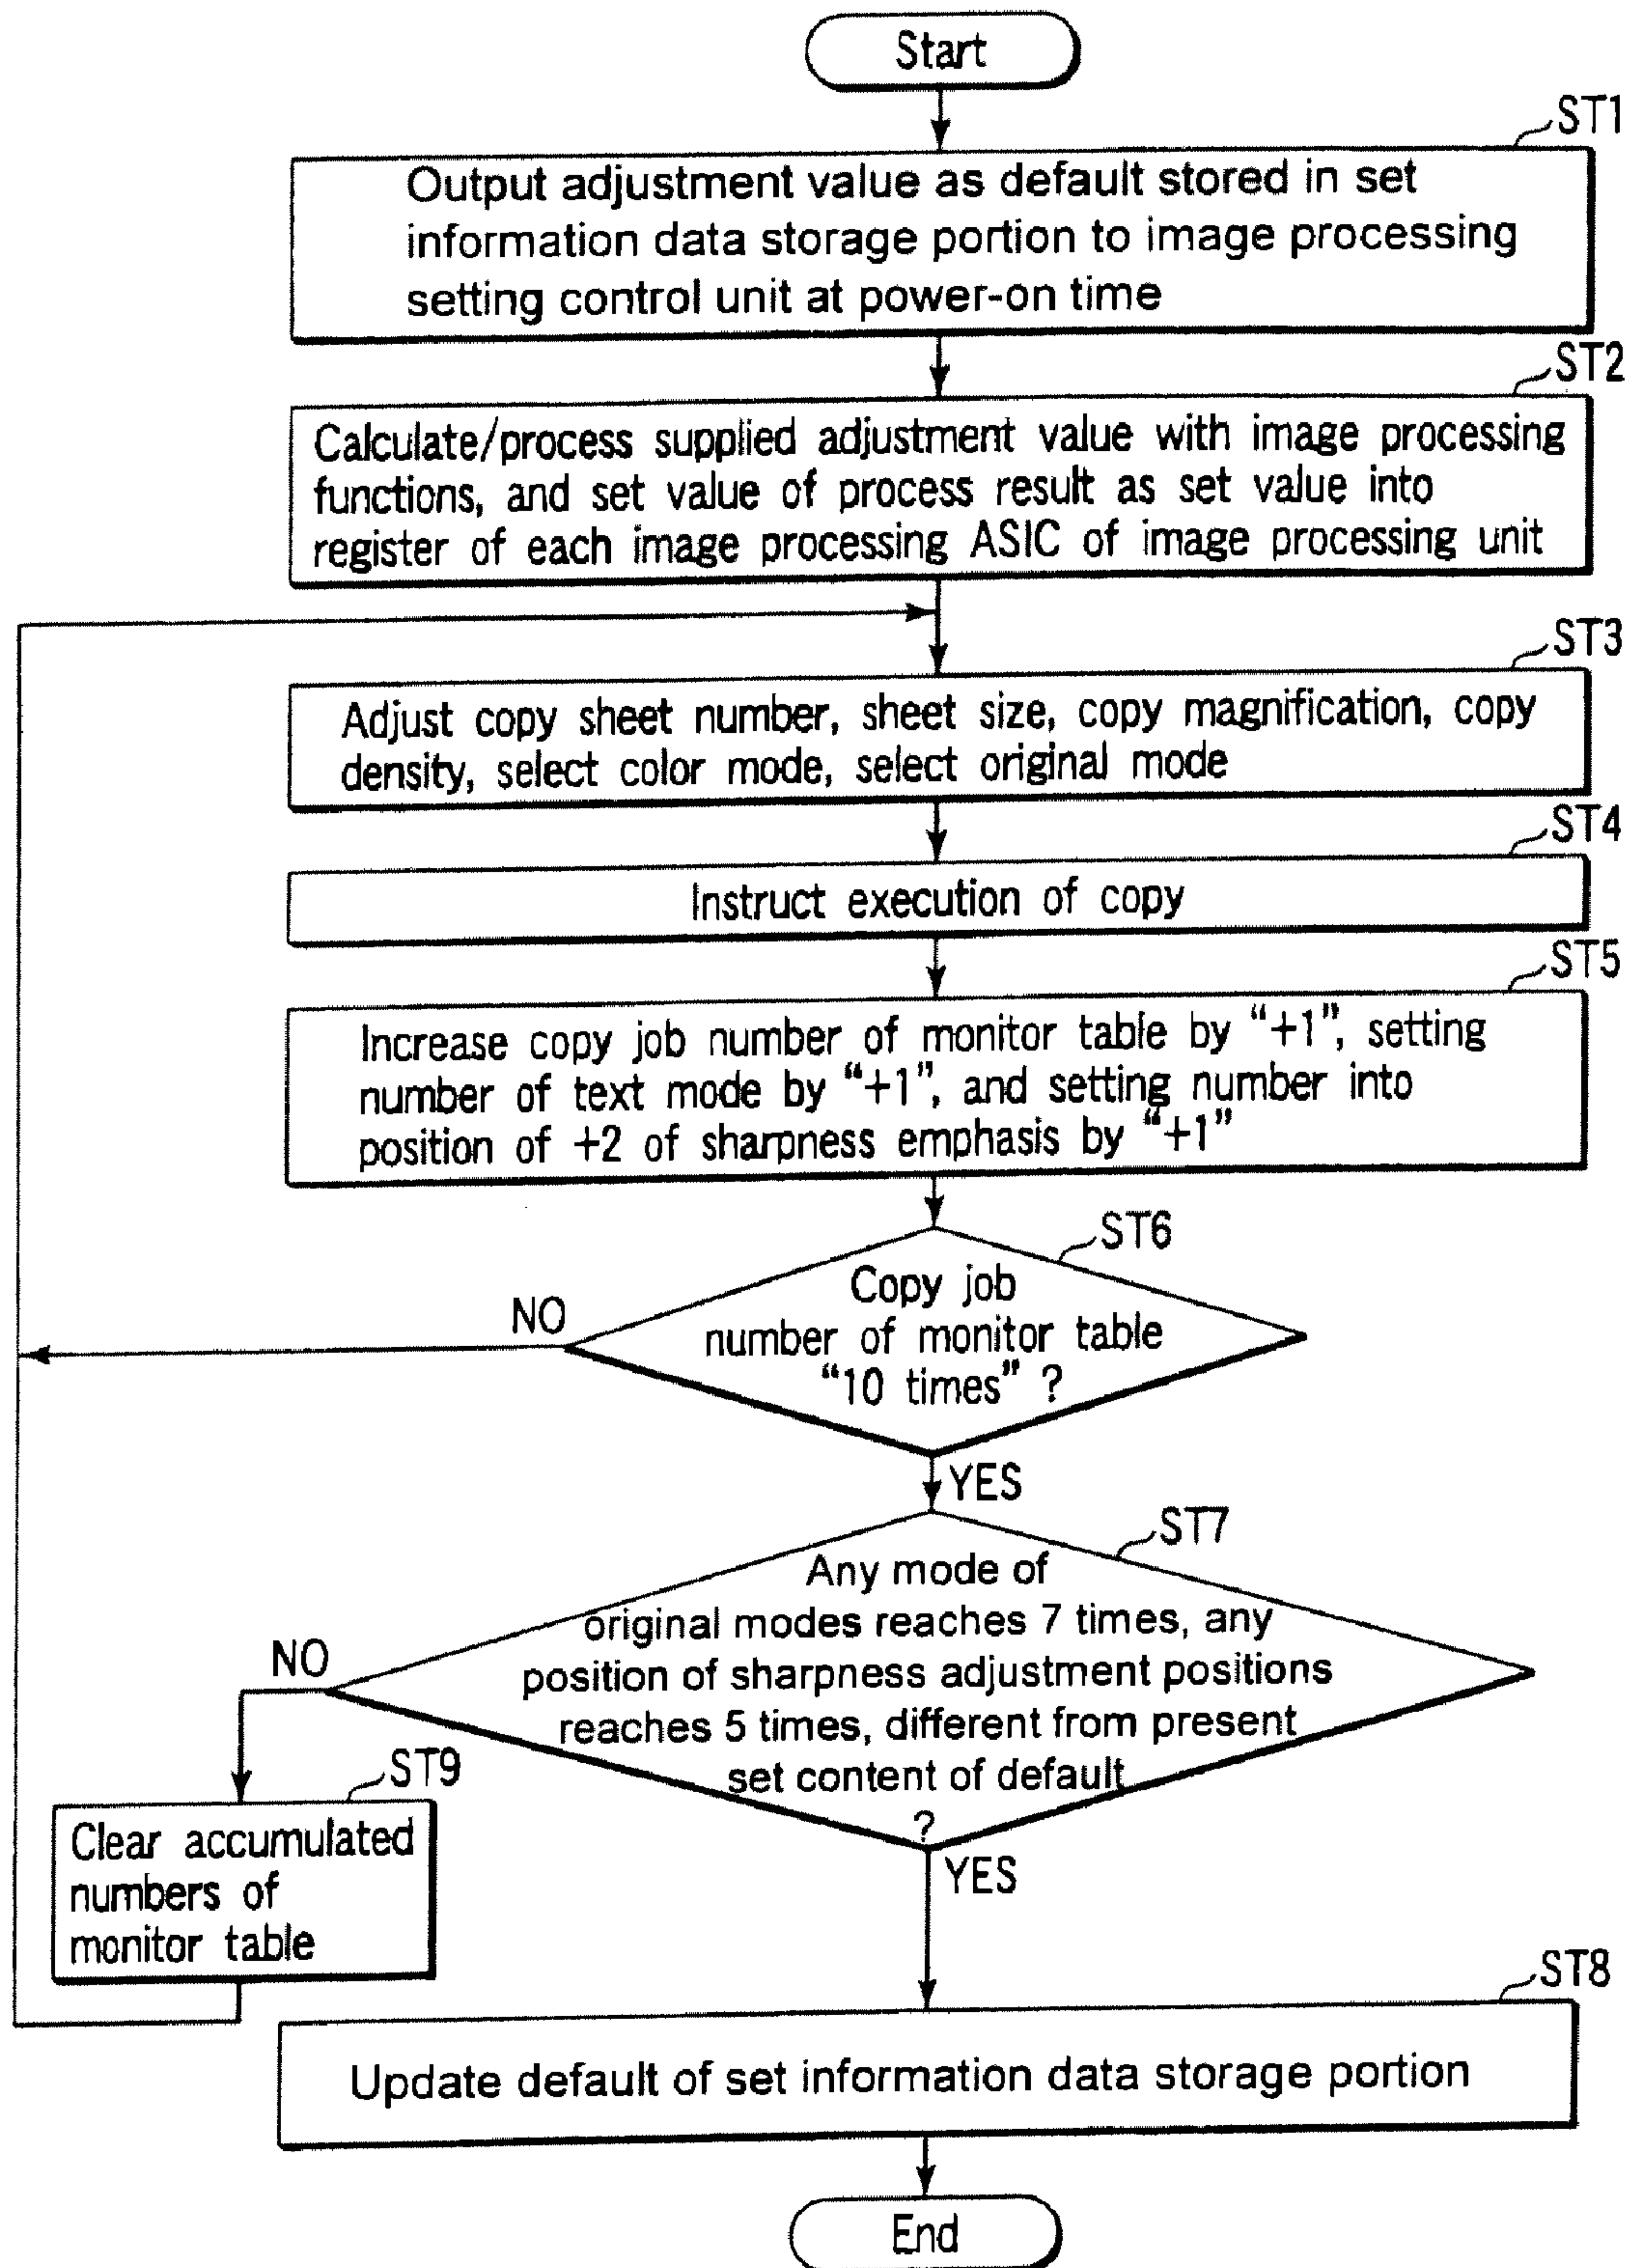 Start
ST1
Output adjustment value as default stored in set
information data storage portion to image processing
setting control unit at power-on time
ST2
Calculate/process supplied adjustment value with image processing
functions, and set value of process result as set value into
register of each image processing ASIC of image processing unit
ST3
Adjust copy sheet number, sheet size, copy magnification, copy
density, select color mode, select original mode
ST4
Instruct execution of copy
ST5
Increase copy job number of monitor table by “+1”, setting
number of text mode by “+1”, and setting number into
position of +2 of sharpness emphasis by “+1”
ST6
Copy job
number of monitor table
“10 times” ?
NO
YES
ST7
Any mode of
original modes reaches 7 times, any
position of sharpness adjustment positions
reaches 5 times, different from present
set content of default
?
NO
YES
ST9
Clear accumulated
numbers of
monitor table
ST8
Update default of set information data storage portion
End